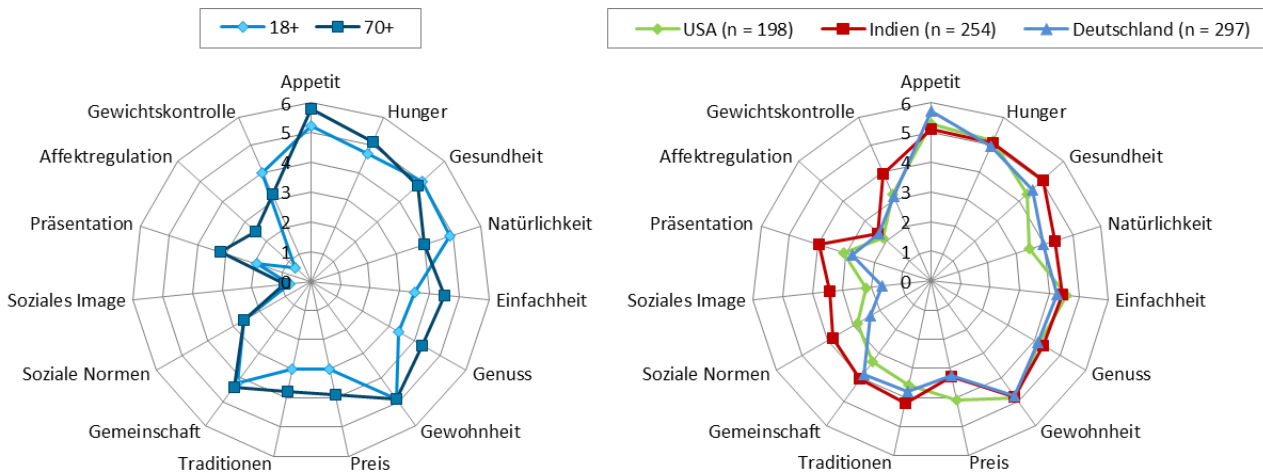 18+ 70+
Appetit
Hunger
Gesundheit
Natürlichkeit
Einfachheit
Genuss
Gewohnheit
Preis
Traditionen
Gemeinschaft
Soziale Normen
Soziales Image
Präsentation
Affektregulation
Gewichtskontrolle
6
5
4
3
2
1
0
USA (n = 198) Indien (n = 254) Deutschland (n = 297)
Appetit
Hunger
Gesundheit
Natürlichkeit
Einfachheit
Genuss
Gewohnheit
Preis
Traditionen
Gemeinschaft
Soziale Normen
Soziales Image
Präsentation
Affektregulation
Gewichtskontrolle
6
5
4
3
2
1
0